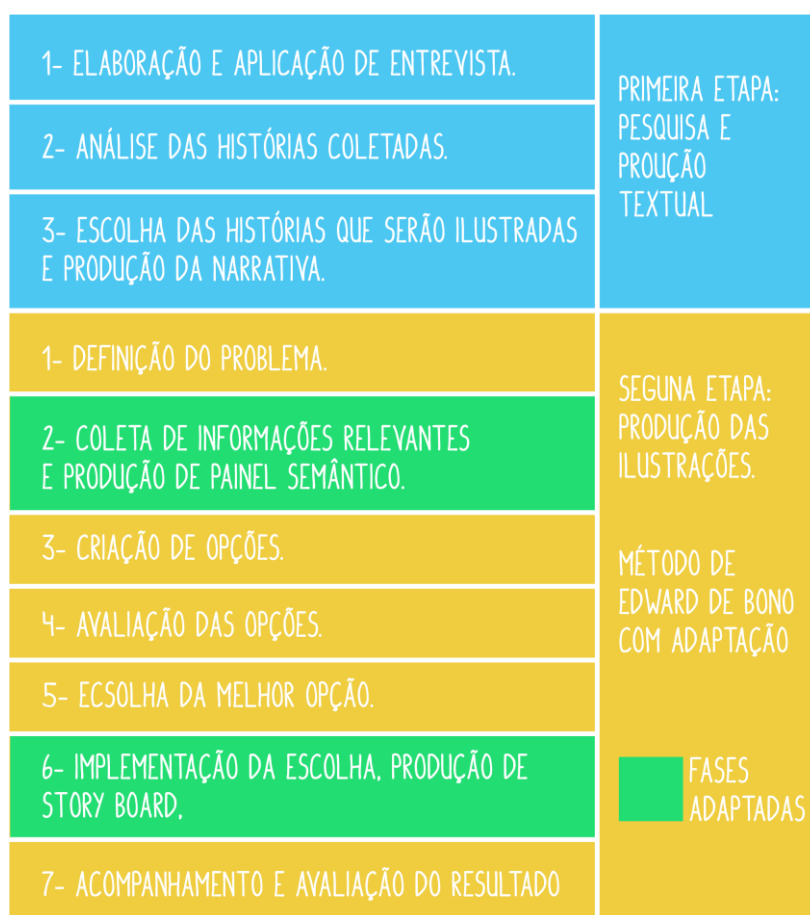 1- ELABORAÇÃO E APLICAÇÃO DE ENTREVISTA.
2- ANÁLISE DAS HISTÓRIAS COLETADAS.
3- ESCOLHA DAS HISTÓRIAS QUE SERÃO ILUSTRADAS
E PRODUÇÃO DA NARRATIVA.
PRIMEIRA ETAPA:
PESQUISA E
PROUÇÃO
TEXTUAL
1- DEFINIÇÃO DO PROBLEMA.
2- COLETA DE INFORMAÇÕES RELEVANTES
E PRODUÇÃO DE PAINEL SEMÂNTICO.
3- CRIAÇÃO DE OPÇÕES.
4- AVALIAÇÃO DAS OPÇÕES.
5- ECSOLHA DA MELHOR OPÇÃO.
6- IMPLEMENTAÇÃO DA ESCOLHA, PRODUÇÃO DE
STORY BOARD,
7- ACOMPANHAMENTO E AVALIAÇÃO DO RESULTADO
SEGUNA ETAPA:
PRODUÇÃO DAS
ILUSTRAÇÕES.
MÉTODO DE
EDWARD DE BONO
COM ADAPTAÇÃO
FASES
ADAPTADAS